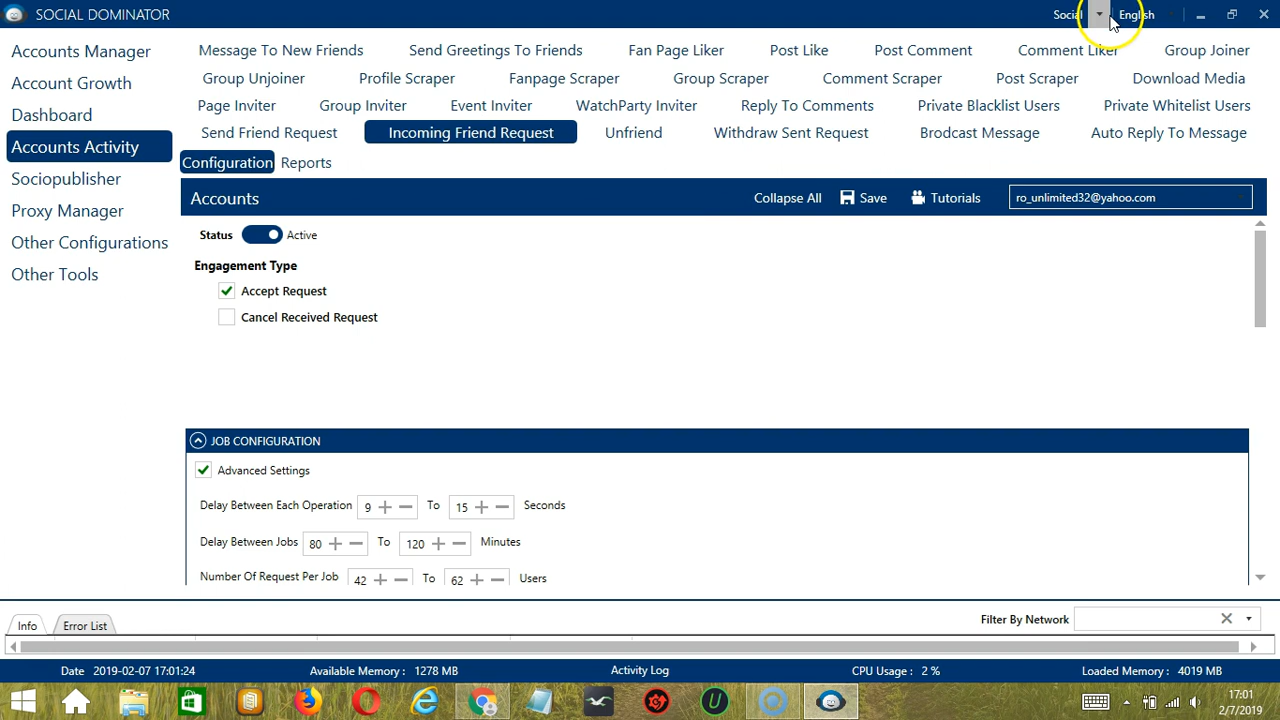 SOCIAL DOMINATOR Social English
Accounts Manager
Account Growth
Dashboard
Accounts Activity
Sociopublisher
Proxy Manager
Other Configurations
Other Tools
Message To New Friends Send Greetings To Friends Fan Page Liker Post Like Post Comment Comment Liker Group Joiner
Group Unjoiner Profile Scraper Fanpage Scraper Group Scraper Comment Scraper Post Scraper Download Media
Page Inviter Group Inviter Event Inviter WatchParty Inviter Reply To Comments Private Blacklist Users Private Whitelist Users
Send Friend Request Incoming Friend Request Unfriend Withdraw Sent Request Brodcast Message Auto Reply To Message
Configuration Reports
Accounts Collapse All Save Tutorials ro_unlimited32@yahoo.com
Status Active
Engagement Type
Accept Request
Cancel Received Request
JOB CONFIGURATION
Advanced Settings
Delay Between Each Operation 9 To 15 Seconds
Delay Between Jobs 80 To 120 Minutes
Number Of Request Per Job 42 To 62 Users
Info Error List Filter By Network
Date 2019-02-07 17:01:24 Available Memory : 1278 MB Activity Log CPU Usage : 2 % Loaded Memory : 4019 MB
17:01
2/7/2019